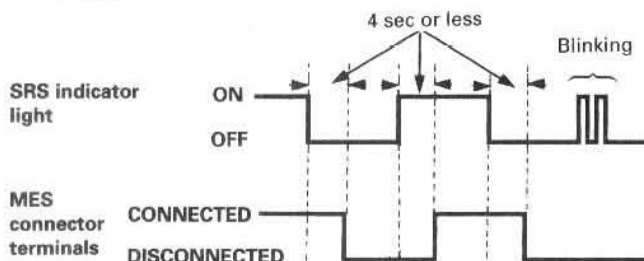 4 sec or less
Blinking
SRS indicator
light
ON
OFF
MES
connector
terminals
CONNECTED
DISCONNECTED